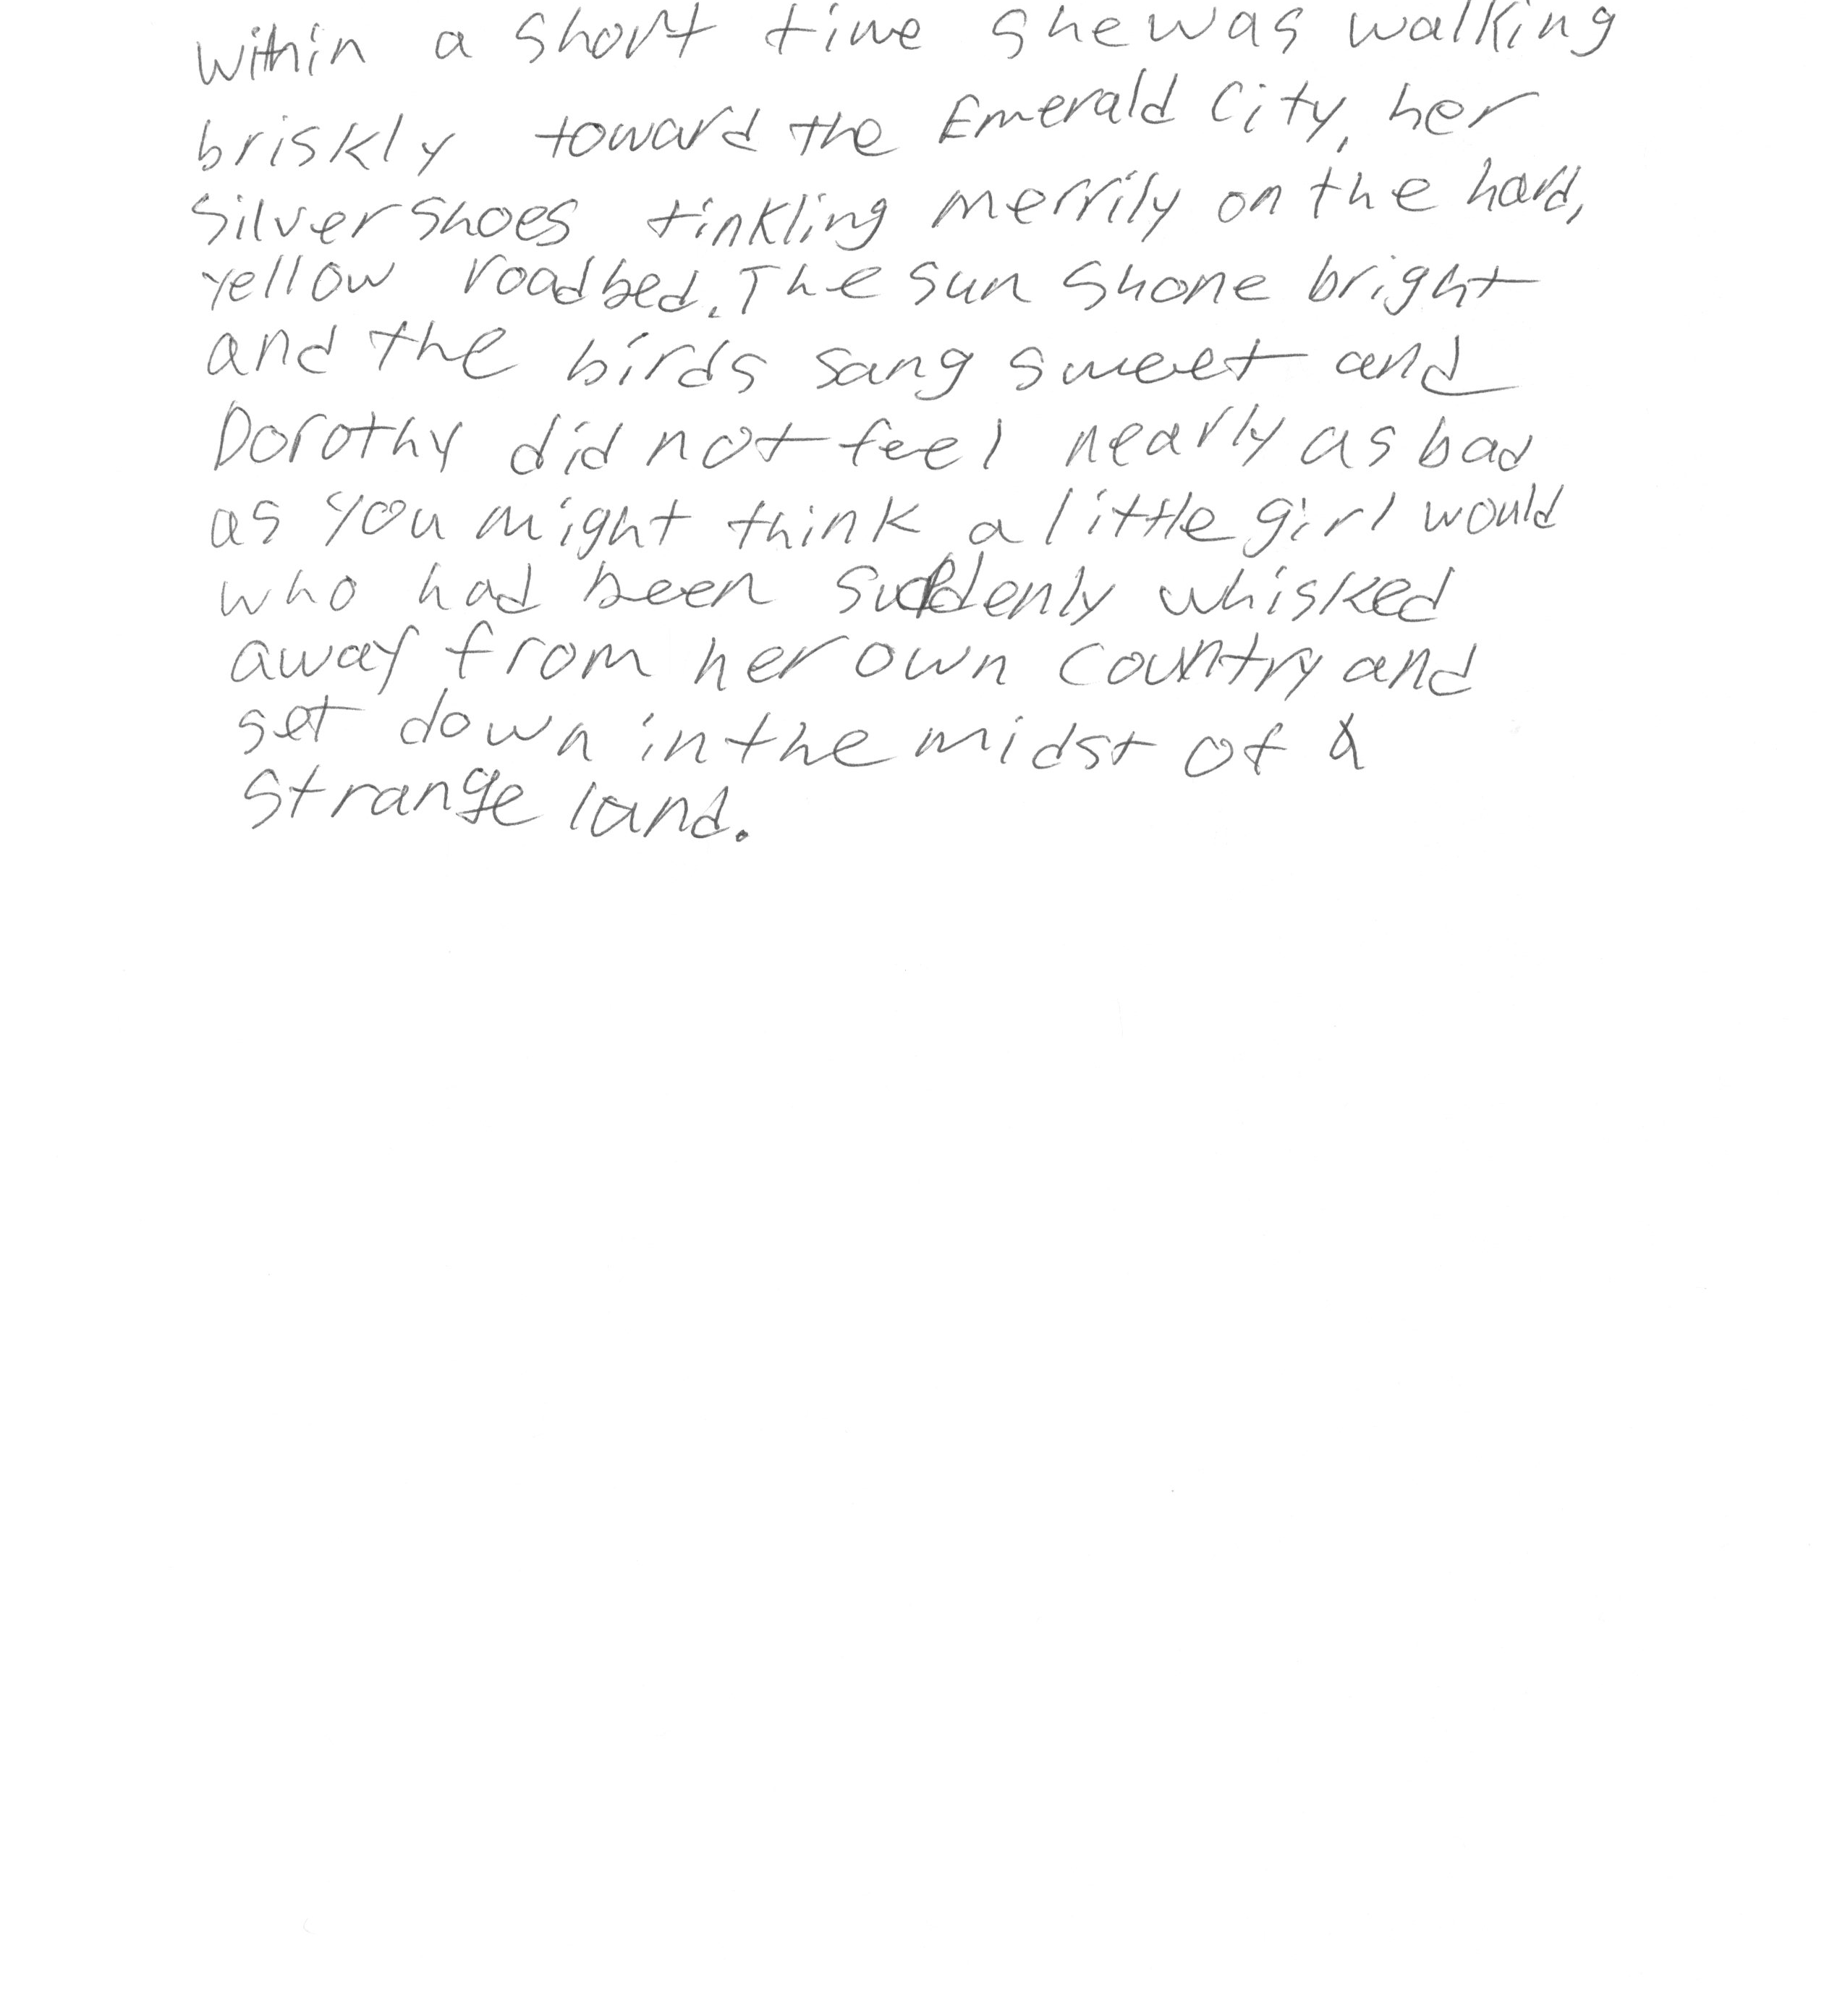 within a short time she was walking
briskly toward the Emerald City, her
silver shoes tinkling merrily on the hard,
yellow roadbed. The sun shone bright
and the birds sang sweet and
Dorothy did not feel nearly as bad
as you might think a little girl would
who had been suddenly whisked
away from her own country and
set down in the midst of a
strange land.